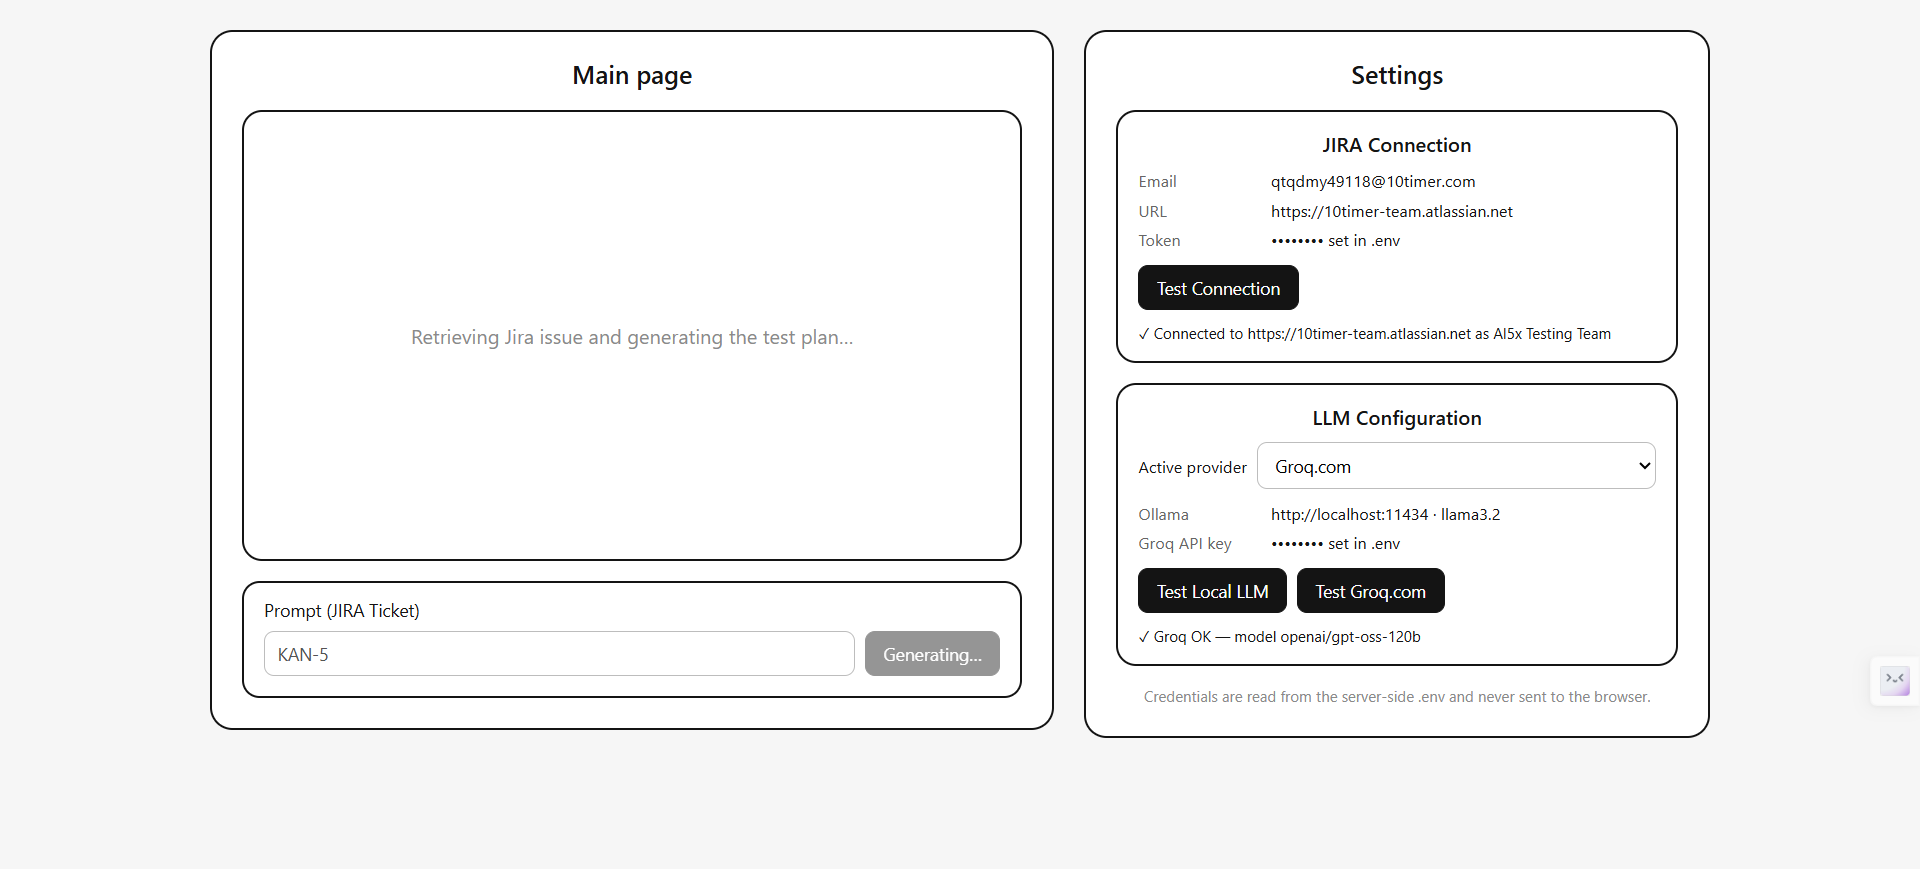 Main page
Retrieving Jira issue and generating the test plan...
Prompt (JIRA Ticket)
KAN-5
Generating...
Settings
JIRA Connection
Email qtqdmy49118@10timer.com
URL https://10timer-team.atlassian.net
Token •••••••• set in .env
Test Connection
✓ Connected to https://10timer-team.atlassian.net as AI5x Testing Team
LLM Configuration
Active provider Groq.com
Ollama http://localhost:11434 · llama3.2
Groq API key •••••••• set in .env
Test Local LLM Test Groq.com
✓ Groq OK — model openai/gpt-oss-120b
Credentials are read from the server-side .env and never sent to the browser.